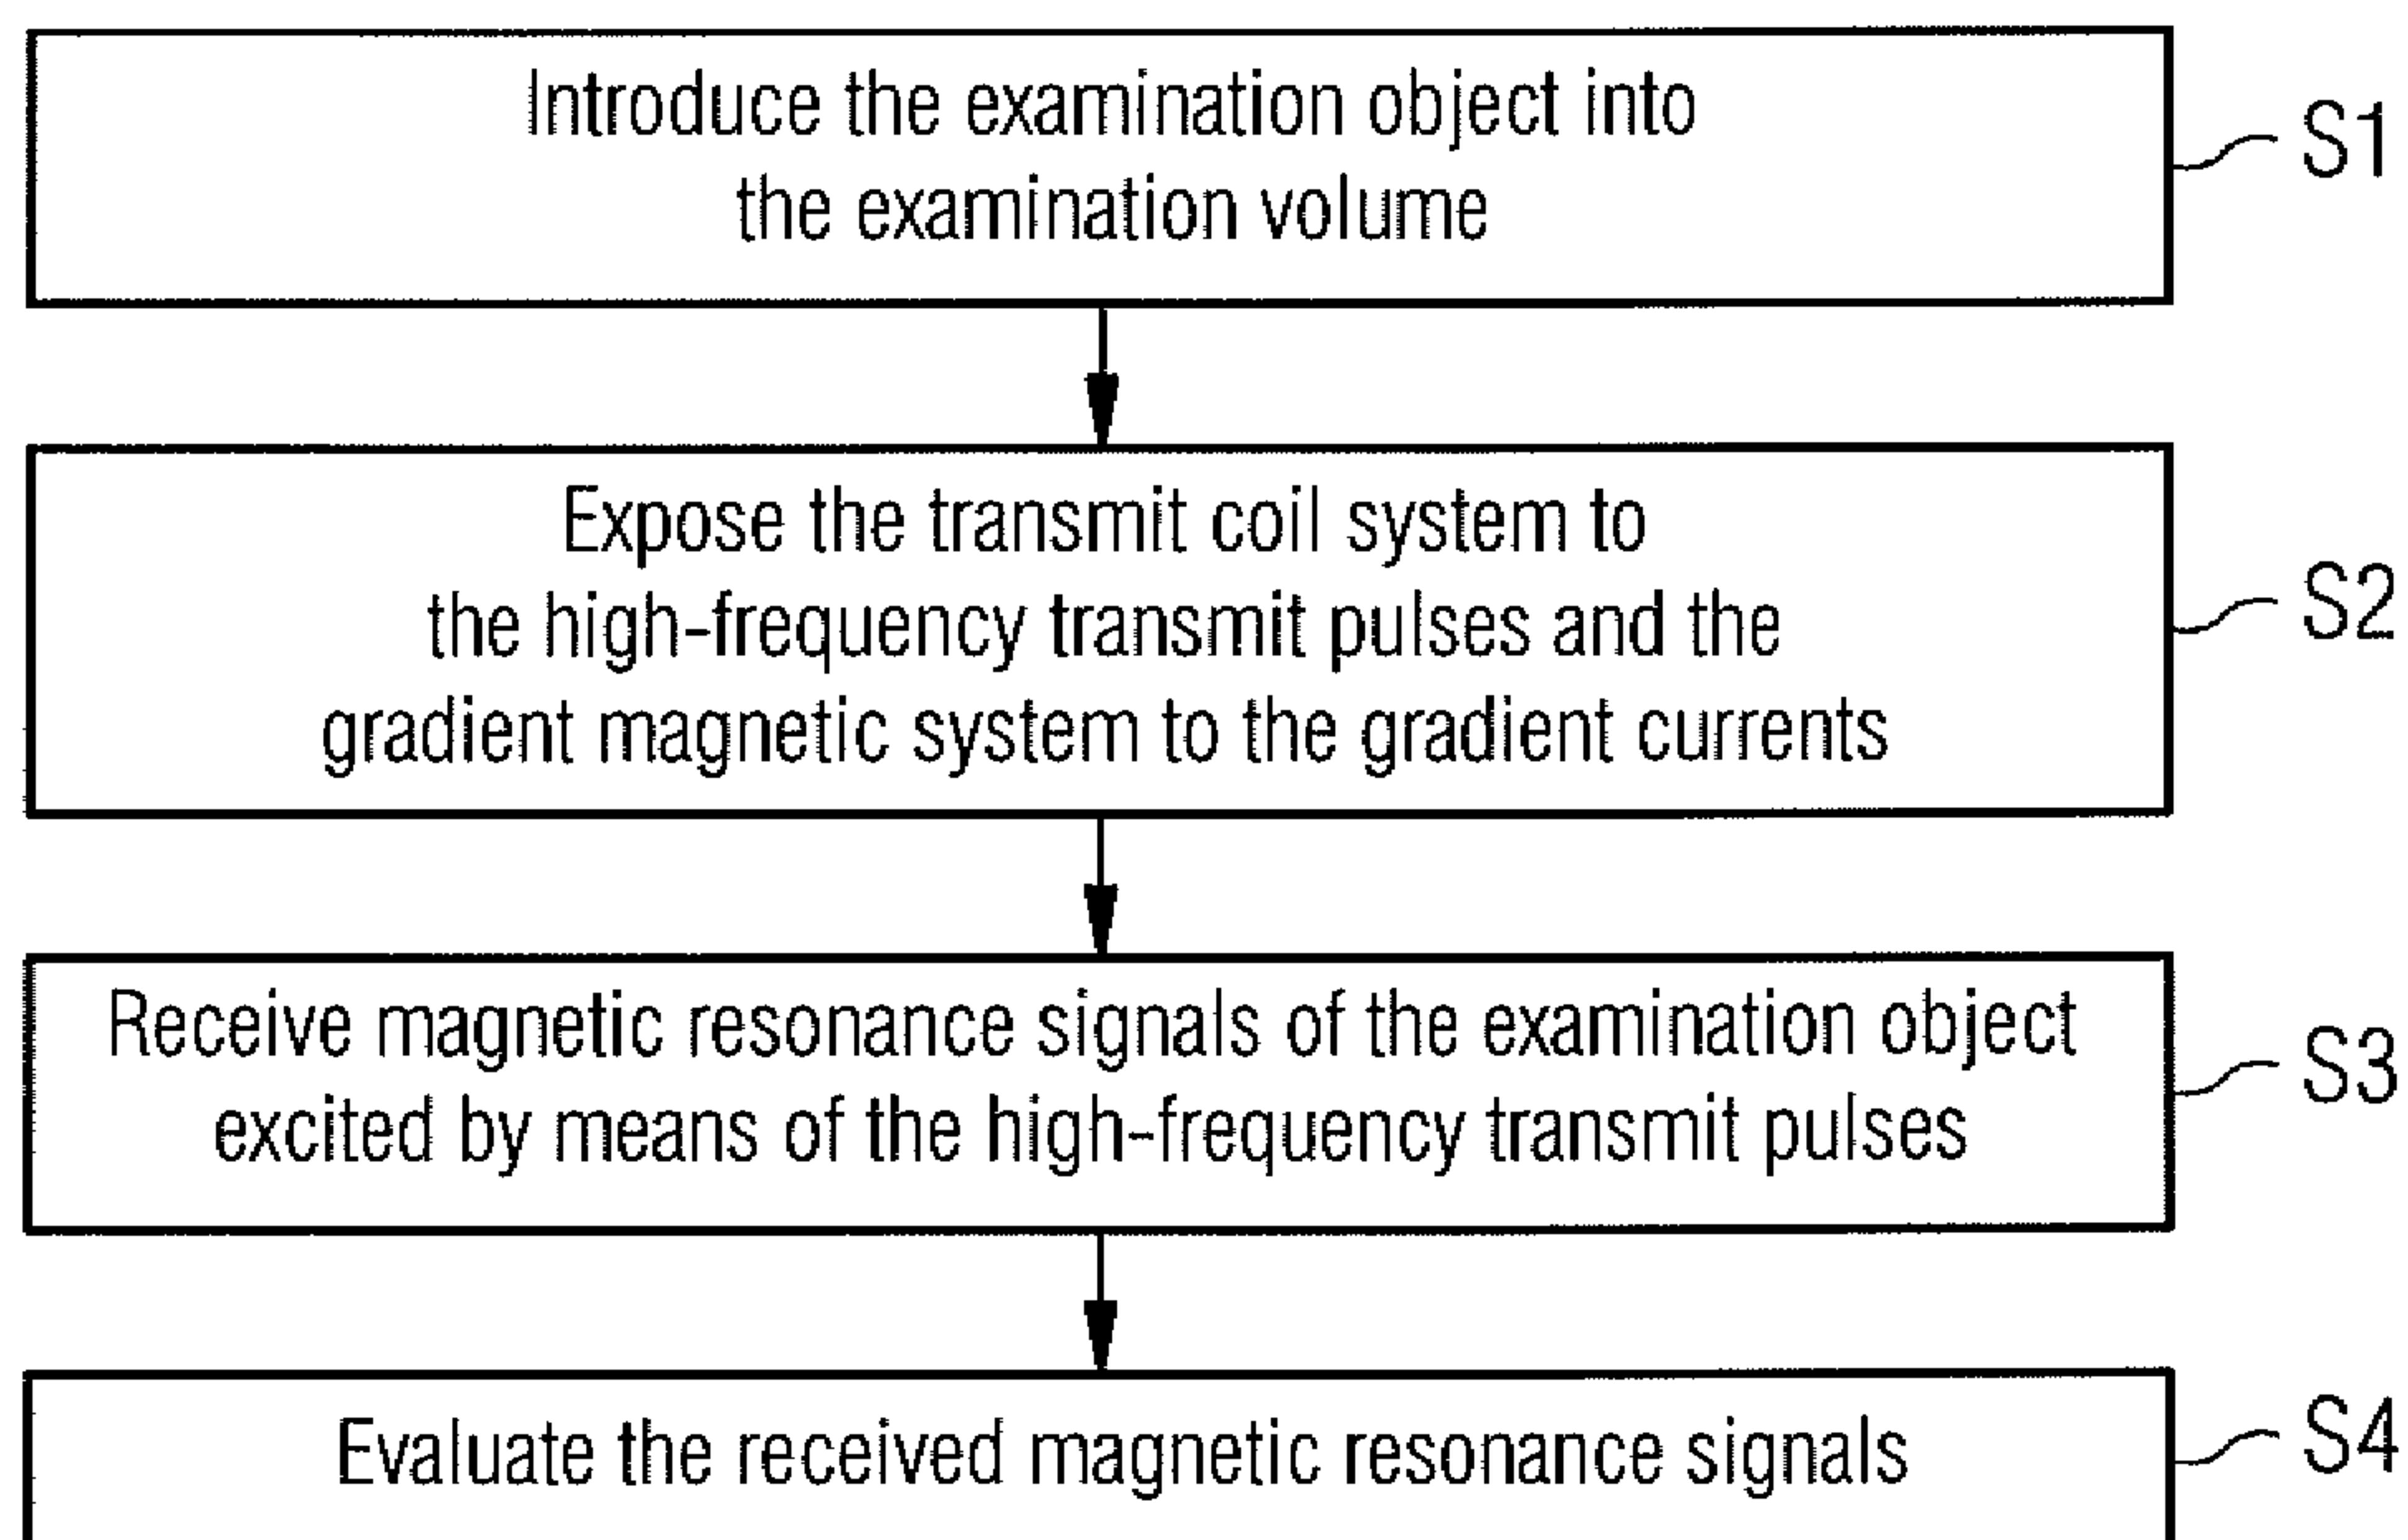 Introduce the examination object into
the examination volume
S1
Expose the transmit coil system to
the high-frequency transmit pulses and the
gradient magnetic system to the gradient currents
S2
Receive magnetic resonance signals of the examination object
excited by means of the high-frequency transmit pulses
S3
Evaluate the received magnetic resonance signals
S4